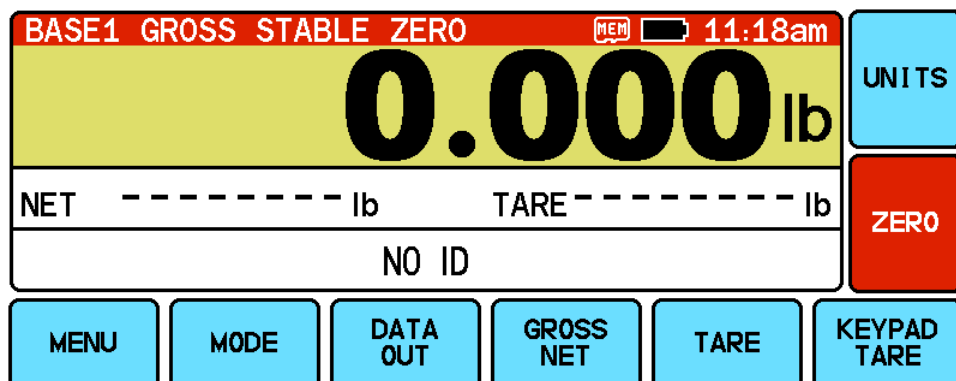 BASE1 GROSS STABLE ZERO MEM 11:18am
0.000 lb
UNITS
NET -------- lb TARE -------- lb
ZERO
NO ID
MENU
MODE
DATA
OUT
GROSS
NET
TARE
KEYPAD
TARE